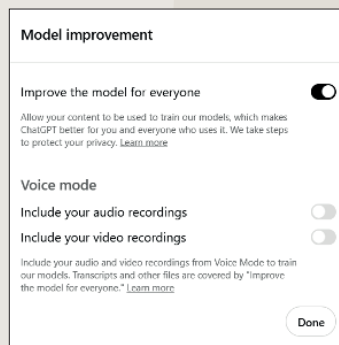 Model improvement
Improve the model for everyone
Allow your content to be used to train our models, which makes
ChatGPT better for you and everyone who uses it. We take steps
to protect your privacy. Learn more
Voice mode
Include your audio recordings
Include your video recordings
Include your audio and video recordings from Voice Mode to train
our models. Transcripts and other files are covered by "Improve
the model for everyone." Learn more
Done